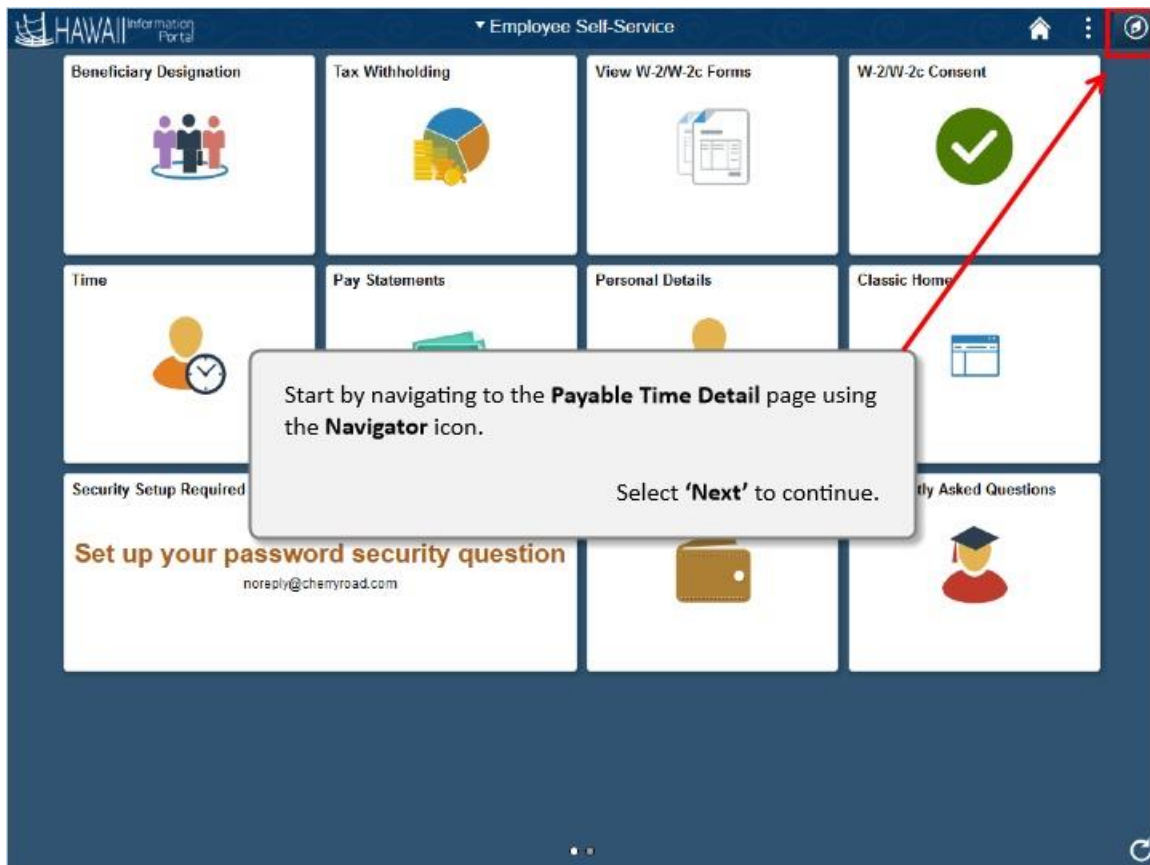 HAWAII Information Portal
Employee Self-Service
Beneficiary Designation
Tax Withholding
View W-2/W-2c Forms
W-2/W-2c Consent
Time
Pay Statements
Personal Details
Classic Home
Start by navigating to the Payable Time Detail page using
the Navigator icon.
Select ‘Next’ to continue.
Security Setup Required
Set up your password security question
noreply@cherryroad.com
tly Asked Questions